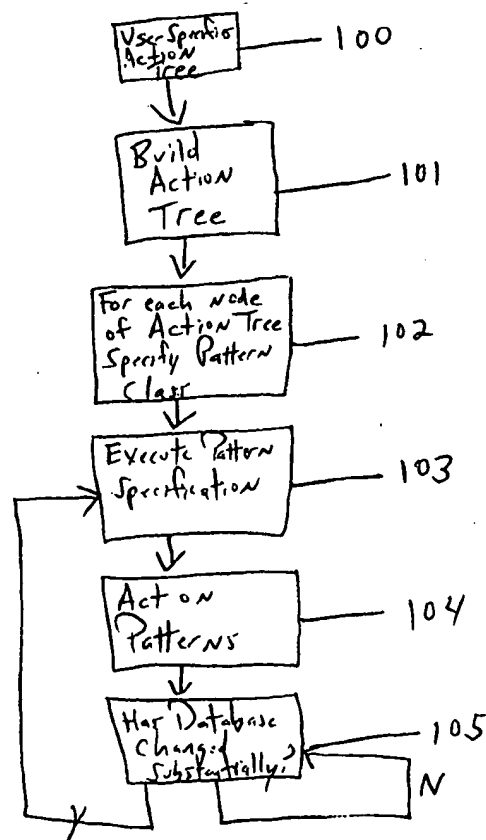 User Specifies
Action
Tree
100
Build
Action
Tree
101
For each Node
of Action Tree
Specify Pattern
Class
102
Execute Pattern
Specification
103
Act on
Patterns
104
Has Database
Changed
Substantially?
105
N
Y